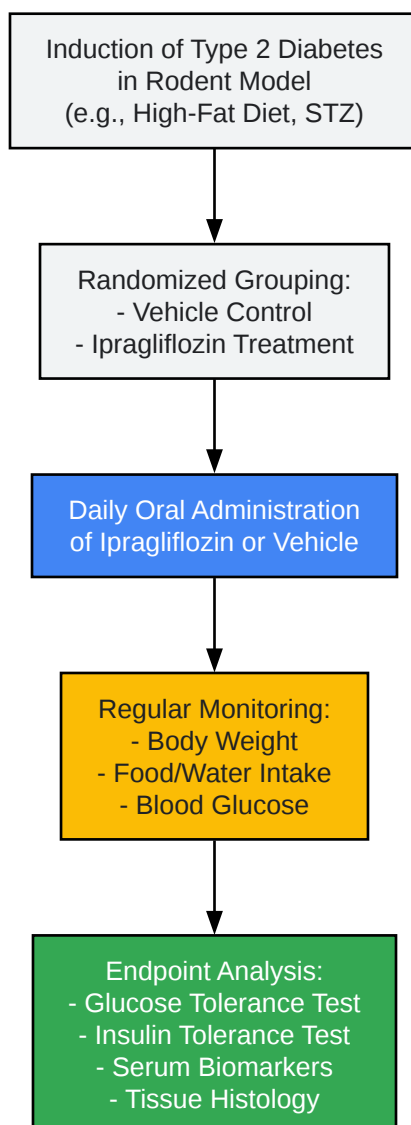 Induction of Type 2 Diabetes
in Rodent Model
(e.g., High-Fat Diet, STZ)
Randomized Grouping:
- Vehicle Control
- Ipragliflozin Treatment
Daily Oral Administration
of Ipragliflozin or Vehicle
Regular Monitoring:
- Body Weight
- Food/Water Intake
- Blood Glucose
Endpoint Analysis:
- Glucose Tolerance Test
- Insulin Tolerance Test
- Serum Biomarkers
- Tissue Histology